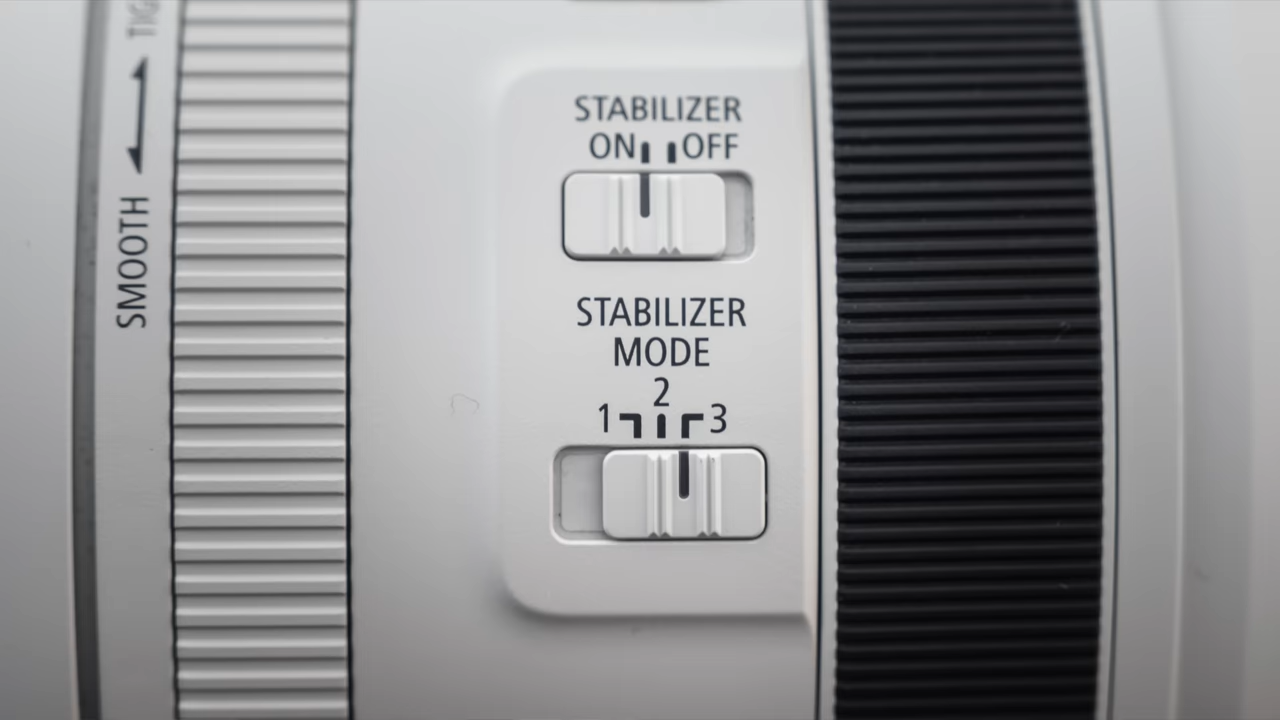 SMOOTH
STABILIZER
ON OFF
STABILIZER
MODE
2
1 3